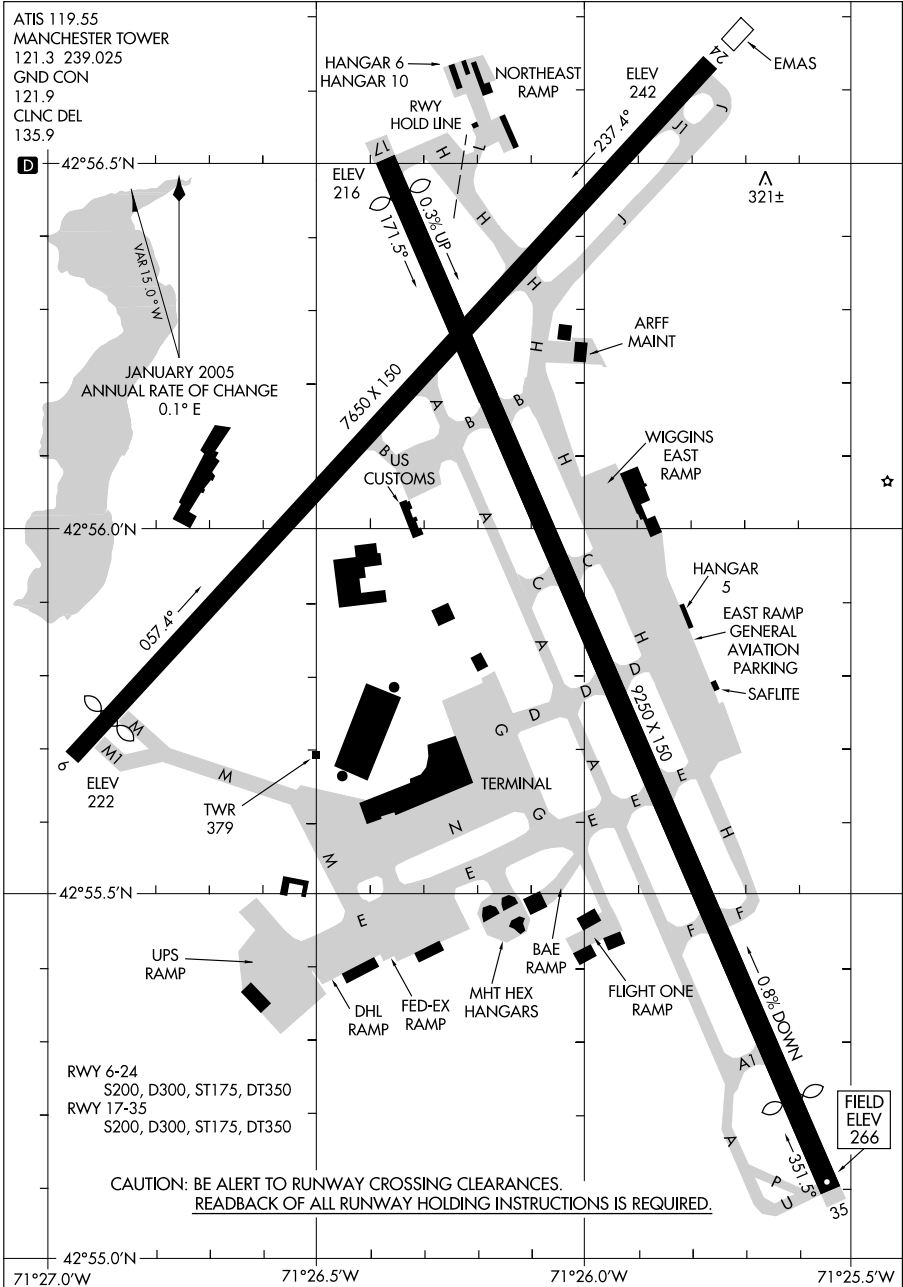 ATIS 119.55
MANCHESTER TOWER
121.3 239.025
GND CON
121.9
CLNC DEL
135.9
D
42°56.5'N
HANGAR 6
HANGAR 10
NORTHEAST
RAMP
RWY
HOLD LINE
ELEV
242
24
EMAS
J
J1
237.4°
17
H
L
ELEV
216
0.3% UP
171.5°
H
J
321±
VAR 15.0° W
JANUARY 2005
ANNUAL RATE OF CHANGE
0.1° E
H
H
ARFF
MAINT
7650 X 150
A
B
B
B
H
US
CUSTOMS
WIGGINS
EAST
RAMP
42°56.0'N
A
C
C
HANGAR
5
EAST RAMP
GENERAL
AVIATION
PARKING
SAFLITE
057.4°
A
H
D
D
D
G
9250 X 150
M
M1
6
ELEV
222
M
TWR
379
TERMINAL
A
E
E
E
E
G
N
H
M
E
42°55.5'N
E
F
F
UPS
RAMP
DHL
RAMP
FED-EX
RAMP
MHT HEX
HANGARS
BAE
RAMP
FLIGHT ONE
RAMP
0.8% DOWN
A1
RWY 6-24
S200, D300, ST175, DT350
RWY 17-35
S200, D300, ST175, DT350
FIELD
ELEV
266
A
351.5°
P
U
35
CAUTION: BE ALERT TO RUNWAY CROSSING CLEARANCES.
READBACK OF ALL RUNWAY HOLDING INSTRUCTIONS IS REQUIRED.
42°55.0'N
71°27.0'W
71°26.5'W
71°26.0'W
71°25.5'W